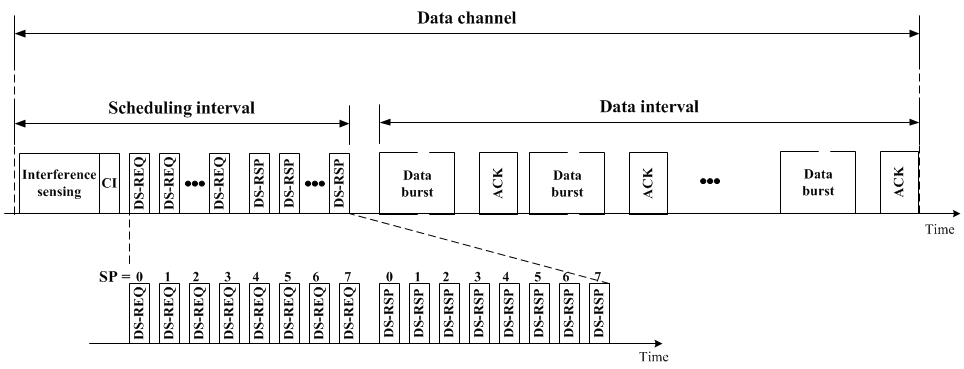 Data channel
Scheduling interval
Data interval
Interference sensing CI DS-REQ DS-REQ ••• DS-REQ DS-RSP DS-RSP ••• DS-RSP Data burst ACK Data burst ACK ••• Data burst ACK
Time
SP = 0 1 2 3 4 5 6 7 0 1 2 3 4 5 6 7
DS-REQ DS-REQ DS-REQ DS-REQ DS-REQ DS-REQ DS-REQ DS-REQ DS-RSP DS-RSP DS-RSP DS-RSP DS-RSP DS-RSP DS-RSP DS-RSP
Time